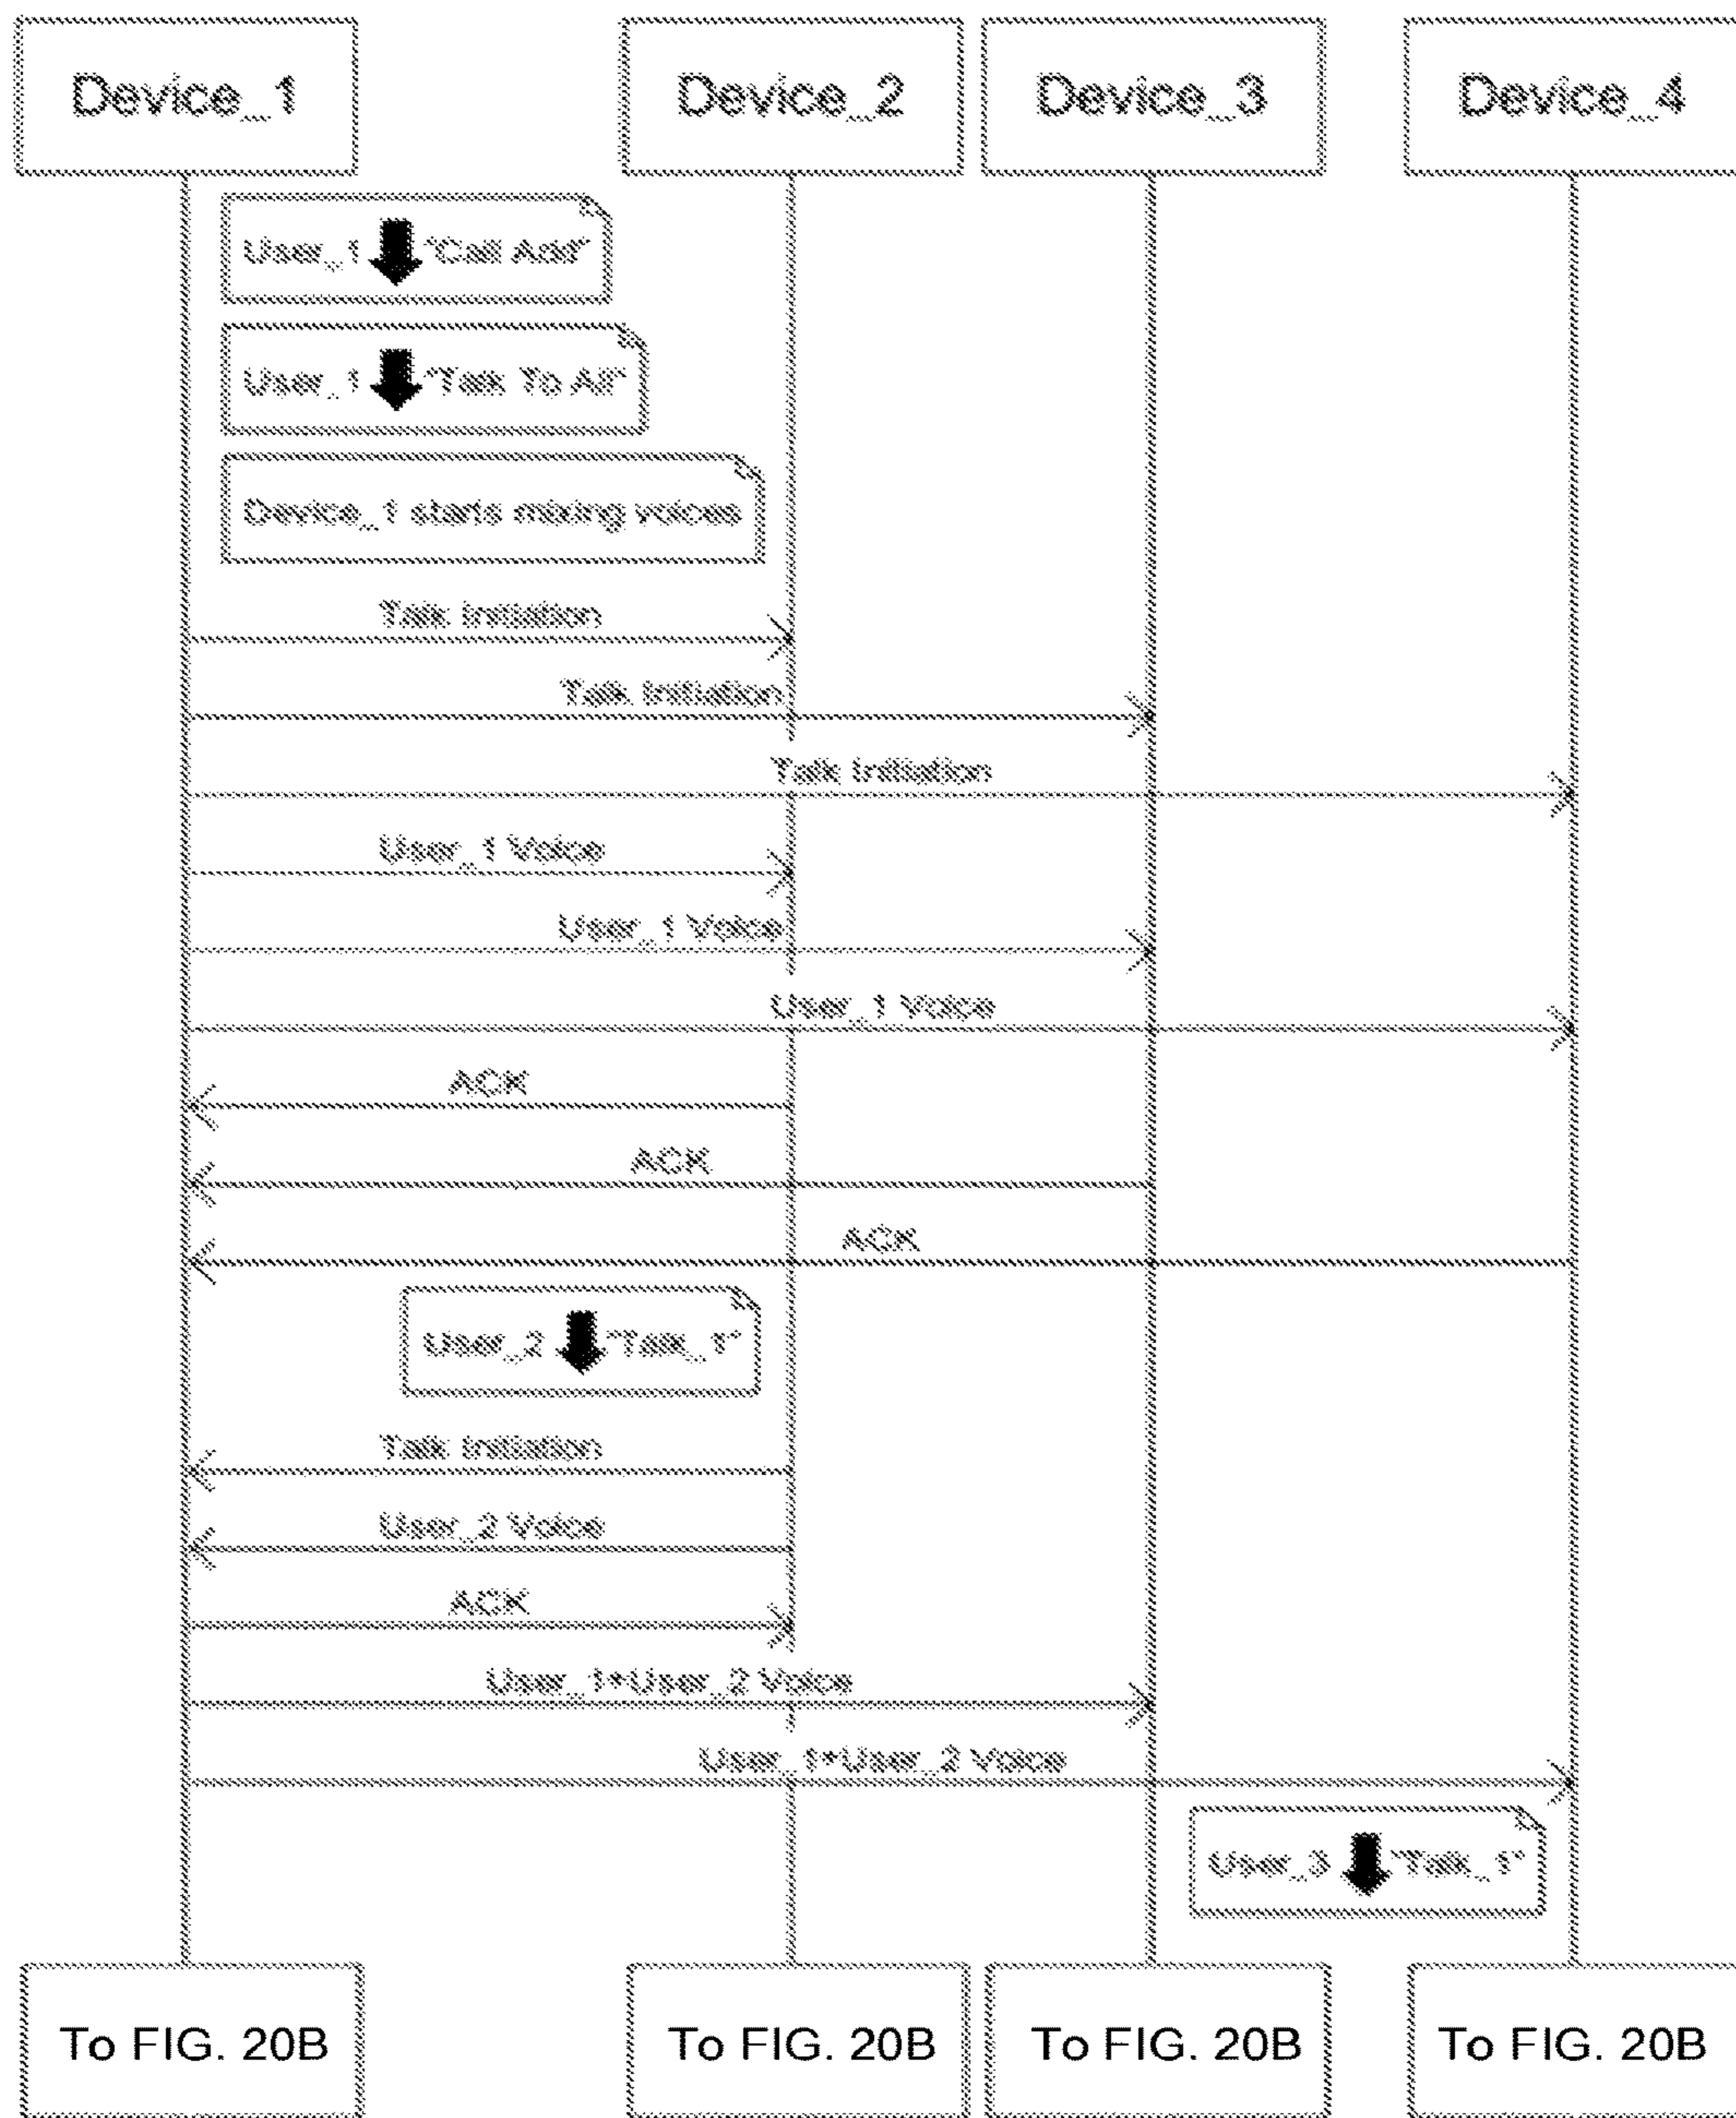 Device_1 Device_2 Device_3 Device_4
User_1 "Call Add"
User_1 "Talk To All"
Device_1 starts mixing voices
Talk Initiation
Talk Initiation
Talk Initiation
User_1 Voice
User_1 Voice
User_1 Voice
ACK
ACK
ACK
User_2 "Talk_1"
Talk Initiation
User_2 Voice
ACK
User_1+User_2 Voice
User_1+User_2 Voice
User_3 "Talk_1"
To FIG. 20B To FIG. 20B To FIG. 20B To FIG. 20B